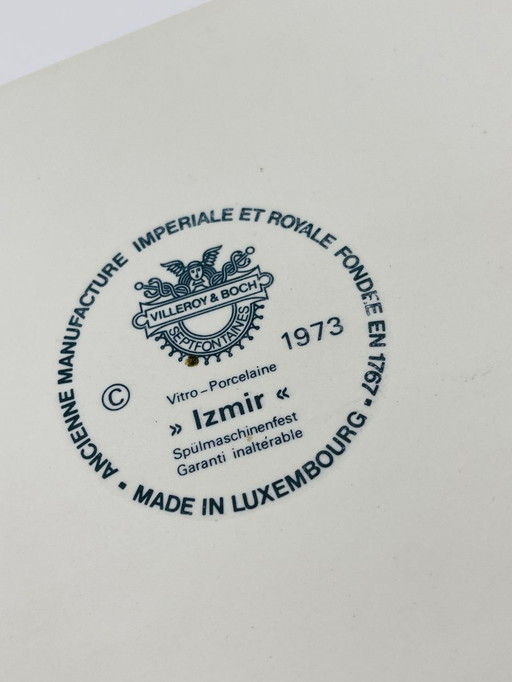 ANCIENNE MANUFACTURE IMPERIALE ET ROYALE FONDÉE EN 1767
VILLEROY & BOCH
SEPTFONTAINES
© 1973
Vitro-Porcelaine
» Izmir «
Spülmaschinenfest
Garanti inaltérable
• MADE IN LUXEMBOURG •